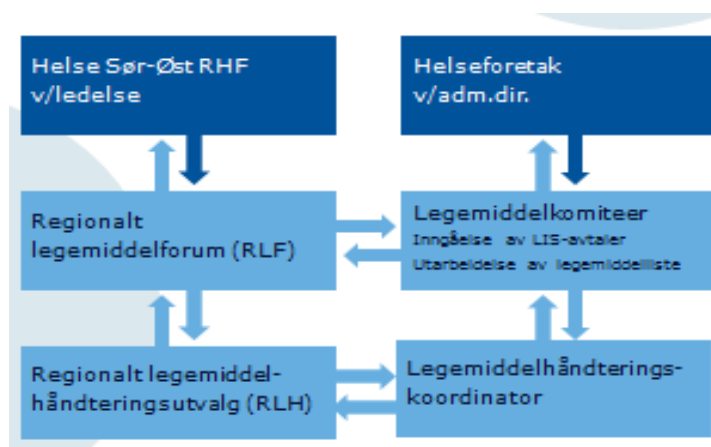 Helse Sør-Øst RHF
v/ledelse
Helseforetak
v/adm.dir.
Regionalt
legemiddelforum (RLF)
Legemiddelkomiteer
Inngåelse av LIS-avtaler
Utarbeidelse av legemiddelliste
Regionalt legemiddel-
håndteringsutvalg (RLH)
Legemiddelhåndterings-
koordinator